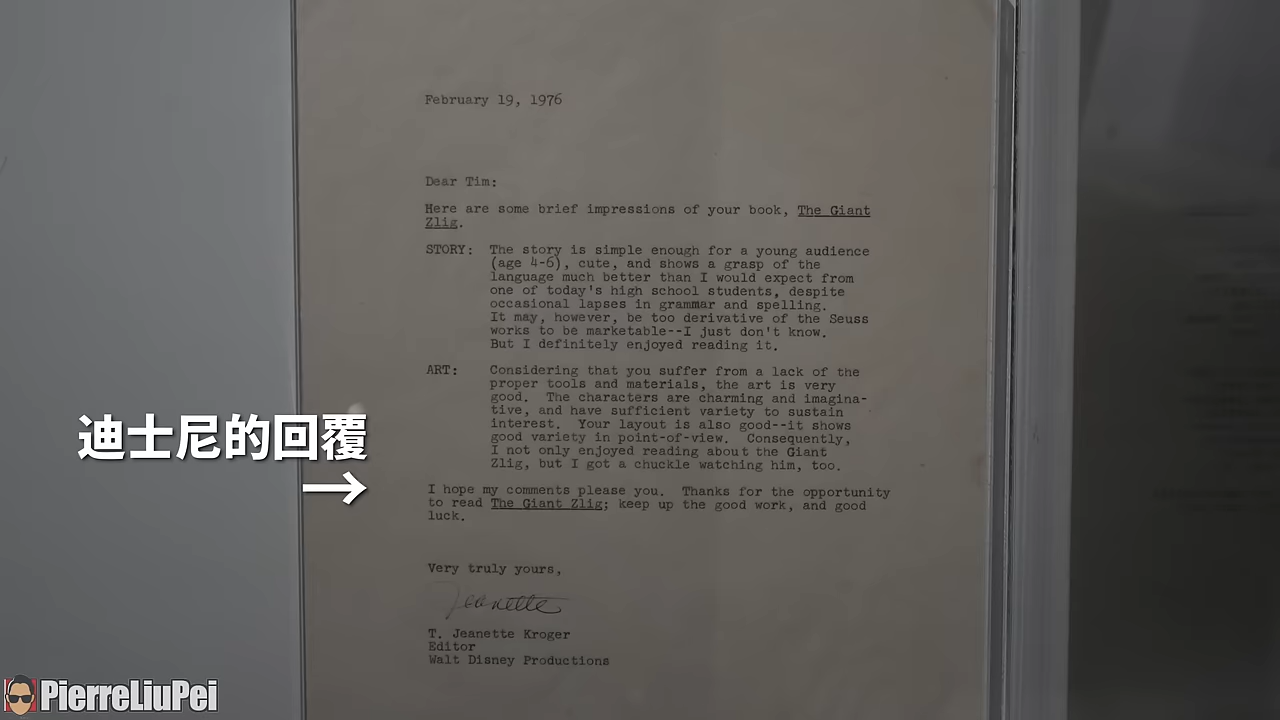 February 19, 1976
Dear Tim:
Here are some brief impressions of your book, The Giant
Zlig.
STORY: The story is simple enough for a young audience
(age 4-6), cute, and shows a grasp of the
language much better than I would expect from
one of today's high school students, despite
occasional lapses in grammar and spelling.
It may, however, be too derivative of the Seuss
works to be marketable--I just don't know.
But I definitely enjoyed reading it.
ART: Considering that you suffer from a lack of the
proper tools and materials, the art is very
good. The characters are charming and imagina-
tive, and have sufficient variety to sustain
interest. Your layout is also good--it shows
good variety in point-of-view. Consequently,
I not only enjoyed reading about the Giant
Zlig, but I got a chuckle watching him, too.
I hope my comments please you. Thanks for the opportunity
to read The Giant Zlig; keep up the good work, and good
luck.
Very truly yours,
Jeanette
T. Jeanette Kroger
Editor
Walt Disney Productions
迪士尼的回覆
→
PierreLiuPei